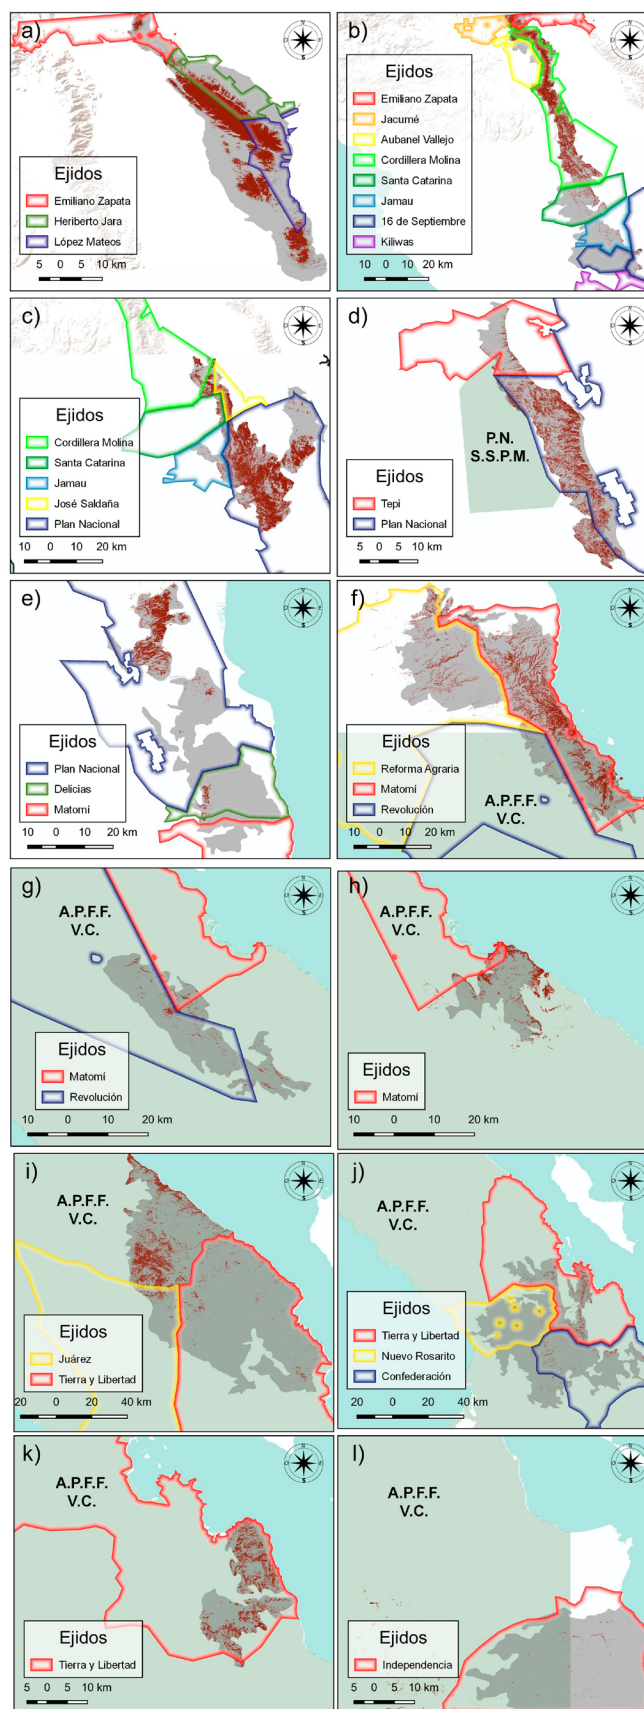 a)
Ejidos
Emiliano Zapata
Heriberto Jara
López Mateos
5 0 5 10 km
b)
Ejidos
Emiliano Zapata
Jacumé
Aubanel Vallejo
Cordillera Molina
Santa Catarina
Jamau
16 de Septiembre
Kiliwas
10 0 10 20 km
c)
Ejidos
Cordillera Molina
Santa Catarina
Jamau
José Saldaña
Plan Nacional
10 0 10 20 km
d)
P.N.
S.S.P.M.
Ejidos
Tepi
Plan Nacional
5 0 5 10 km
e)
Ejidos
Plan Nacional
Delicias
Matomí
10 0 10 20 km
f)
Ejidos
Reforma Agraria
Matomí
Revolución
A.P.F.F.
V.C.
10 0 10 20 km
g)
A.P.F.F.
V.C.
Ejidos
Matomí
Revolución
10 0 10 20 km
h)
A.P.F.F.
V.C.
Ejidos
Matomí
10 0 10 20 km
i)
A.P.F.F.
V.C.
Ejidos
Juárez
Tierra y Libertad
20 0 20 40 km
j)
A.P.F.F.
V.C.
Ejidos
Tierra y Libertad
Nuevo Rosarito
Confederación
20 0 20 40 km
k)
A.P.F.F.
V.C.
Ejidos
Tierra y Libertad
5 0 5 10 km
l)
A.P.F.F.
V.C.
Ejidos
Independencia
5 0 5 10 km